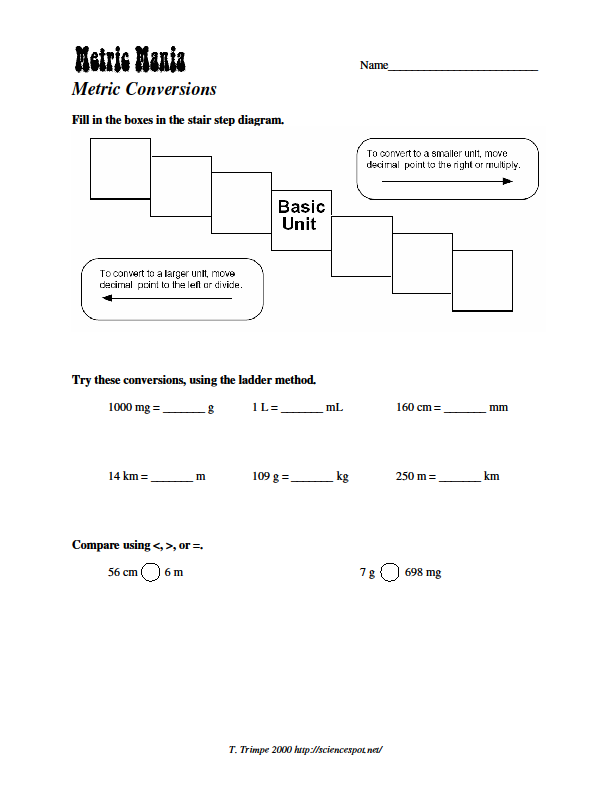 Metric Mania
Name_________________________
Metric Conversions
Fill in the boxes in the stair step diagram.
To convert to a smaller unit, move
decimal point to the right or multiply.
Basic
Unit
To convert to a larger unit, move
decimal point to the left or divide.
Try these conversions, using the ladder method.
1000 mg = _______ g 1 L = _______ mL 160 cm = _______ mm
14 km = _______ m 109 g = _______ kg 250 m = _______ km
Compare using <, >, or =.
56 cm 6 m 7 g 698 mg
T. Trimpe 2000 http://sciencespot.net/